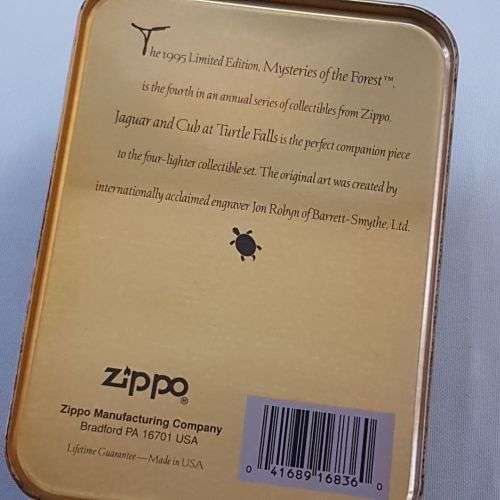 The 1995 Limited Edition, Mysteries of the Forest™,
is the fourth in an annual series of collectibles from Zippo.
Jaguar and Cub at Turtle Falls is the perfect companion piece
to the four-lighter collectible set. The original art was created by
internationally acclaimed engraver Jon Robyn of Barrett-Smythe, Ltd.
zippo®
Zippo Manufacturing Company
Bradford PA 16701 USA
Lifetime Guarantee—Made in USA
0 41689 16836 0